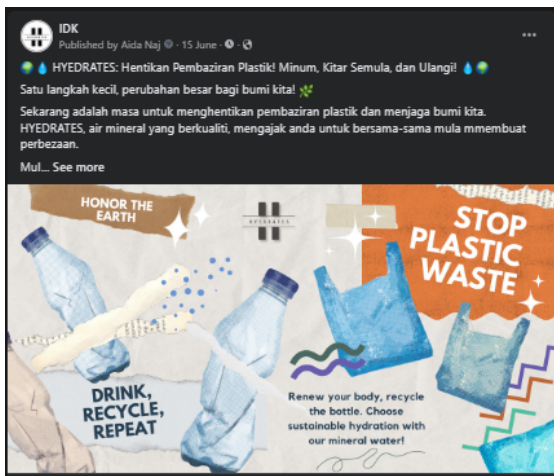 IDK
Published by Aida Naj · 15 June ·
🌍💧 HYEDRATES: Hentikan Pembaziran Plastik! Minum, Kitar Semula, dan Ulangi! 💧🌍
Satu langkah kecil, perubahan besar bagi bumi kita! 🌿
Sekarang adalah masa untuk menghentikan pembaziran plastik dan menjaga bumi kita.
HYEDRATES, air mineral yang berkualiti, mengajak anda untuk bersama-sama mula mmembuat
perbezaan.
Mul... See more
HONOR THE
EARTH
HYEDRATES
STOP
PLASTIC
WASTE
DRINK,
RECYCLE,
REPEAT
Renew your body, recycle
the bottle. Choose
sustainable hydration with
our mineral water!